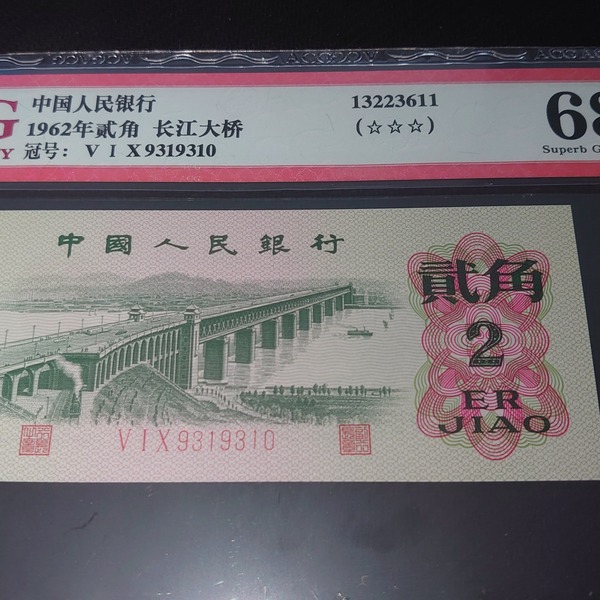 G
中国人民银行
13223611
1962年贰角 长江大桥
(☆☆☆)
68
Y 冠号: V I X9319310
Superb G
中國人民銀行
貳角
2
ER
JIAO
VIX9319310